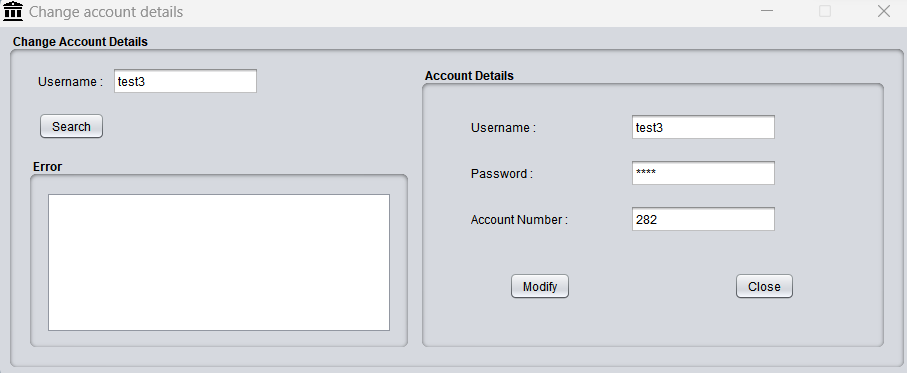 Change account details
Change Account Details
Username : test3
Search
Error
Account Details
Username : test3
Password : ****
Account Number : 282
Modify Close